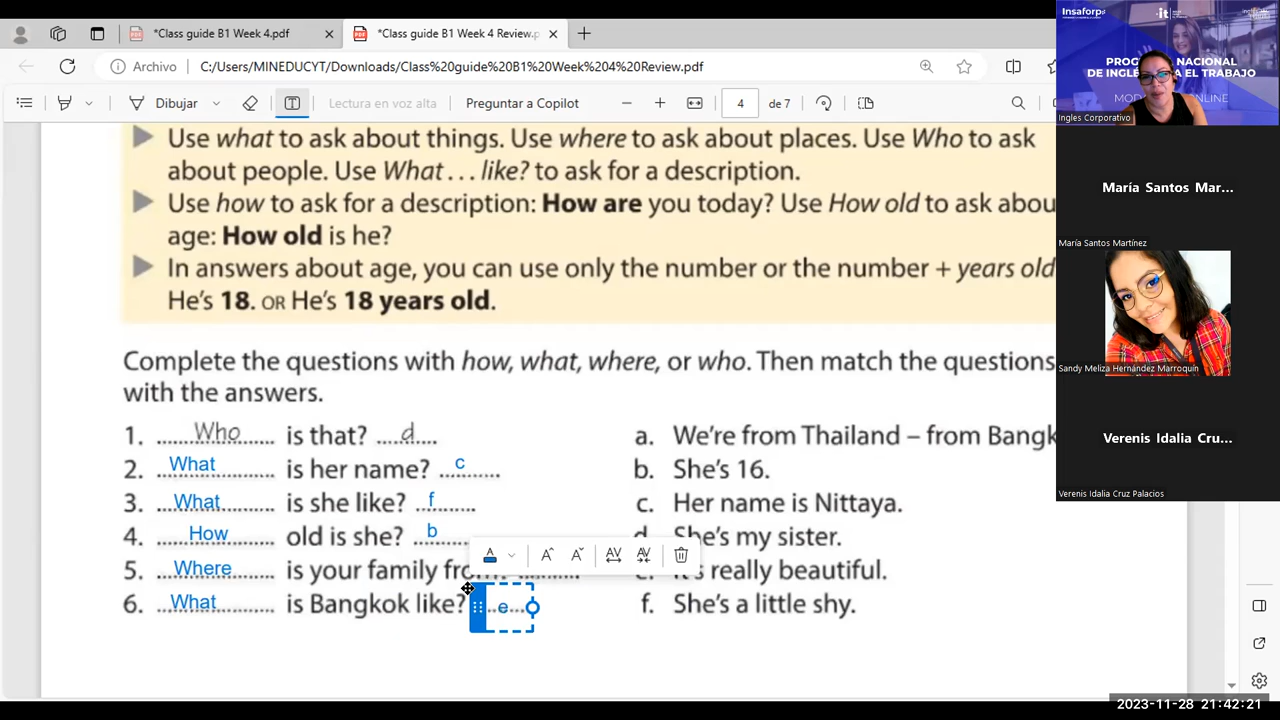 *Class guide B1 Week 4.pdf
*Class guide B1 Week 4 Review.p
Archivo
C:/Users/MINEDUCYT/Downloads/Class%20guide%20B1%20Week%204%20Review.pdf
Dibujar
Lectura en voz alta
Preguntar a Copilot
4
de 7
Use what to ask about things. Use where to ask about places. Use Who to ask
about people. Use What . . . like? to ask for a description.
Use how to ask for a description: How are you today? Use How old to ask abou
age: How old is he?
In answers about age, you can use only the number or the number + years old
He's 18. OR He's 18 years old.
Complete the questions with how, what, where, or who. Then match the questions
with the answers.
1. Who is that? d
2. What is her name? c
3. What is she like? f
4. How old is she? b
5. Where is your family from?
6. What is Bangkok like? e
a. We're from Thailand – from Bangk
b. She's 16.
c. Her name is Nittaya.
d. She's my sister.
e. It's really beautiful.
f. She's a little shy.
Insaforp
it
PROG NACIONAL
DE INGLÉ A EL TRABAJO
MOD ONLINE
Ingles Corporativo
María Santos Mar...
María Santos Martínez
Sandy Meliza Hernández Marroquín
Verenis Idalia Cru...
Verenis Idalia Cruz Palacios
2023-11-28 21:42:21